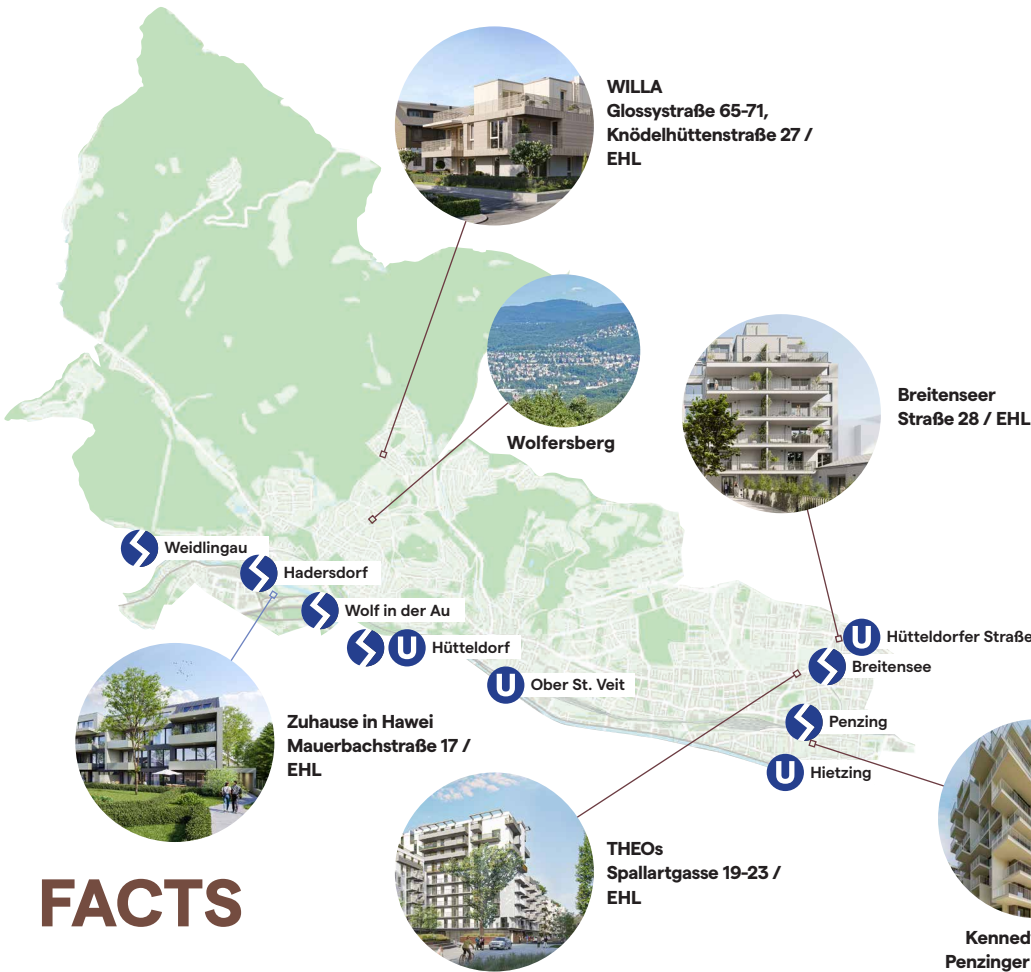 WILLA
Glossystraße 65-71,
Knödelhüttenstraße 27 /
EHL
Wolfersberg
Breitenseer
Straße 28 / EHL
Weidlingau
Hadersdorf
Wolf in der Au
U Hütteldorf
U Ober St. Veit
U Hütteldorfer Straße
Breitensee
Penzing
U Hietzing
Zuhause in Hawei
Mauerbachstraße 17 /
EHL
THEOs
Spallartgasse 19-23 /
EHL
Kenned
Penzinger
FACTS